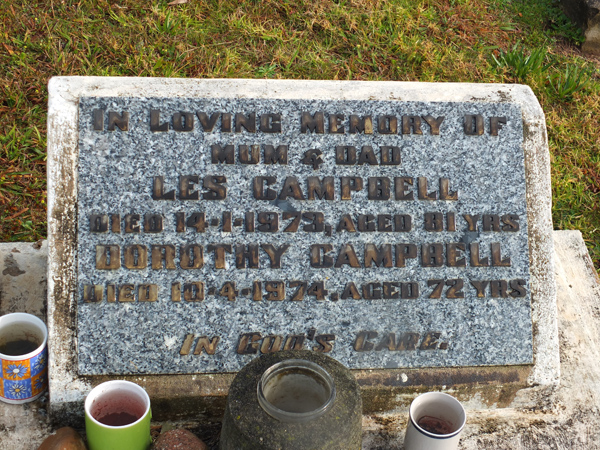 IN LOVING MEMORY OF
MUM & DAD
LES CAMPBELL
DIED 14-1-1973, AGED 81 YRS
DOROTHY CAMPBELL
DIED 10-4-1974, AGED 72 YRS
IN GOD'S CARE.